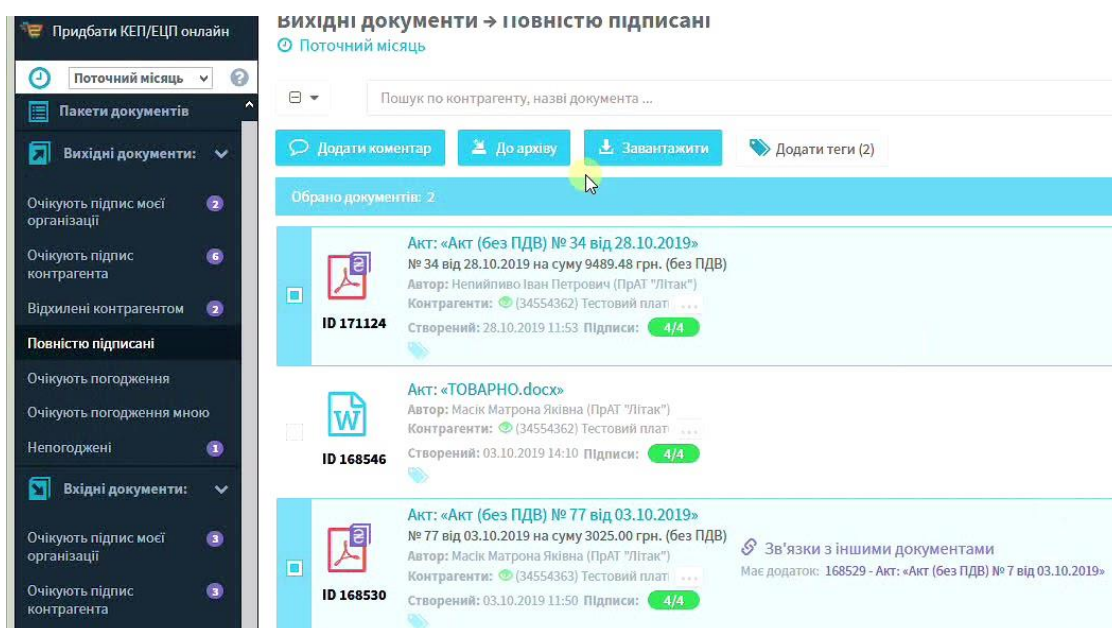 Придбати КЕП/ЕЦП онлайн
Поточний місяць
?
Пакети документів
Вихідні документи:
Очікують підпис моєї
організації
2
Очікують підпис
контрагента
6
Відхилені контрагентом
2
Повністю підписані
Очікують погодження
Очікують погодження мною
Непогоджені
1
Вхідні документи:
Очікують підпис моєї
організації
3
Очікують підпис
контрагента
3
Вихідні документи → Повністю підписані
Поточний місяць
Пошук по контрагенту, назві документа ...
Додати коментар
До архіву
Завантажити
Додати теги (2)
Обрано документів: 2
Акт: «Акт (без ПДВ) № 34 від 28.10.2019»
№ 34 від 28.10.2019 на суму 9489.48 грн. (без ПДВ)
Автор: Непийпиво Іван Петрович (ПрАТ "Літак")
Контрагенти: (34554362) Тестовий плат ...
ID 171124
Створений: 28.10.2019 11:53 Підписи: 4/4
Акт: «ТОВАРНО.docx»
Автор: Масік Матрона Яківна (ПрАТ "Літак")
Контрагенти: (34554362) Тестовий плат ...
W
ID 168546
Створений: 03.10.2019 14:10 Підписи: 4/4
Акт: «Акт (без ПДВ) № 77 від 03.10.2019»
№ 77 від 03.10.2019 на суму 3025.00 грн. (без ПДВ)
Автор: Масік Матрона Яківна (ПрАТ "Літак")
Контрагенти: (34554363) Тестовий плат ...
ID 168530
Створений: 03.10.2019 11:50 Підписи: 4/4
Зв'язки з іншими документами
Має додаток: 168529 - Акт: «Акт (без ПДВ) № 7 від 03.10.2019»